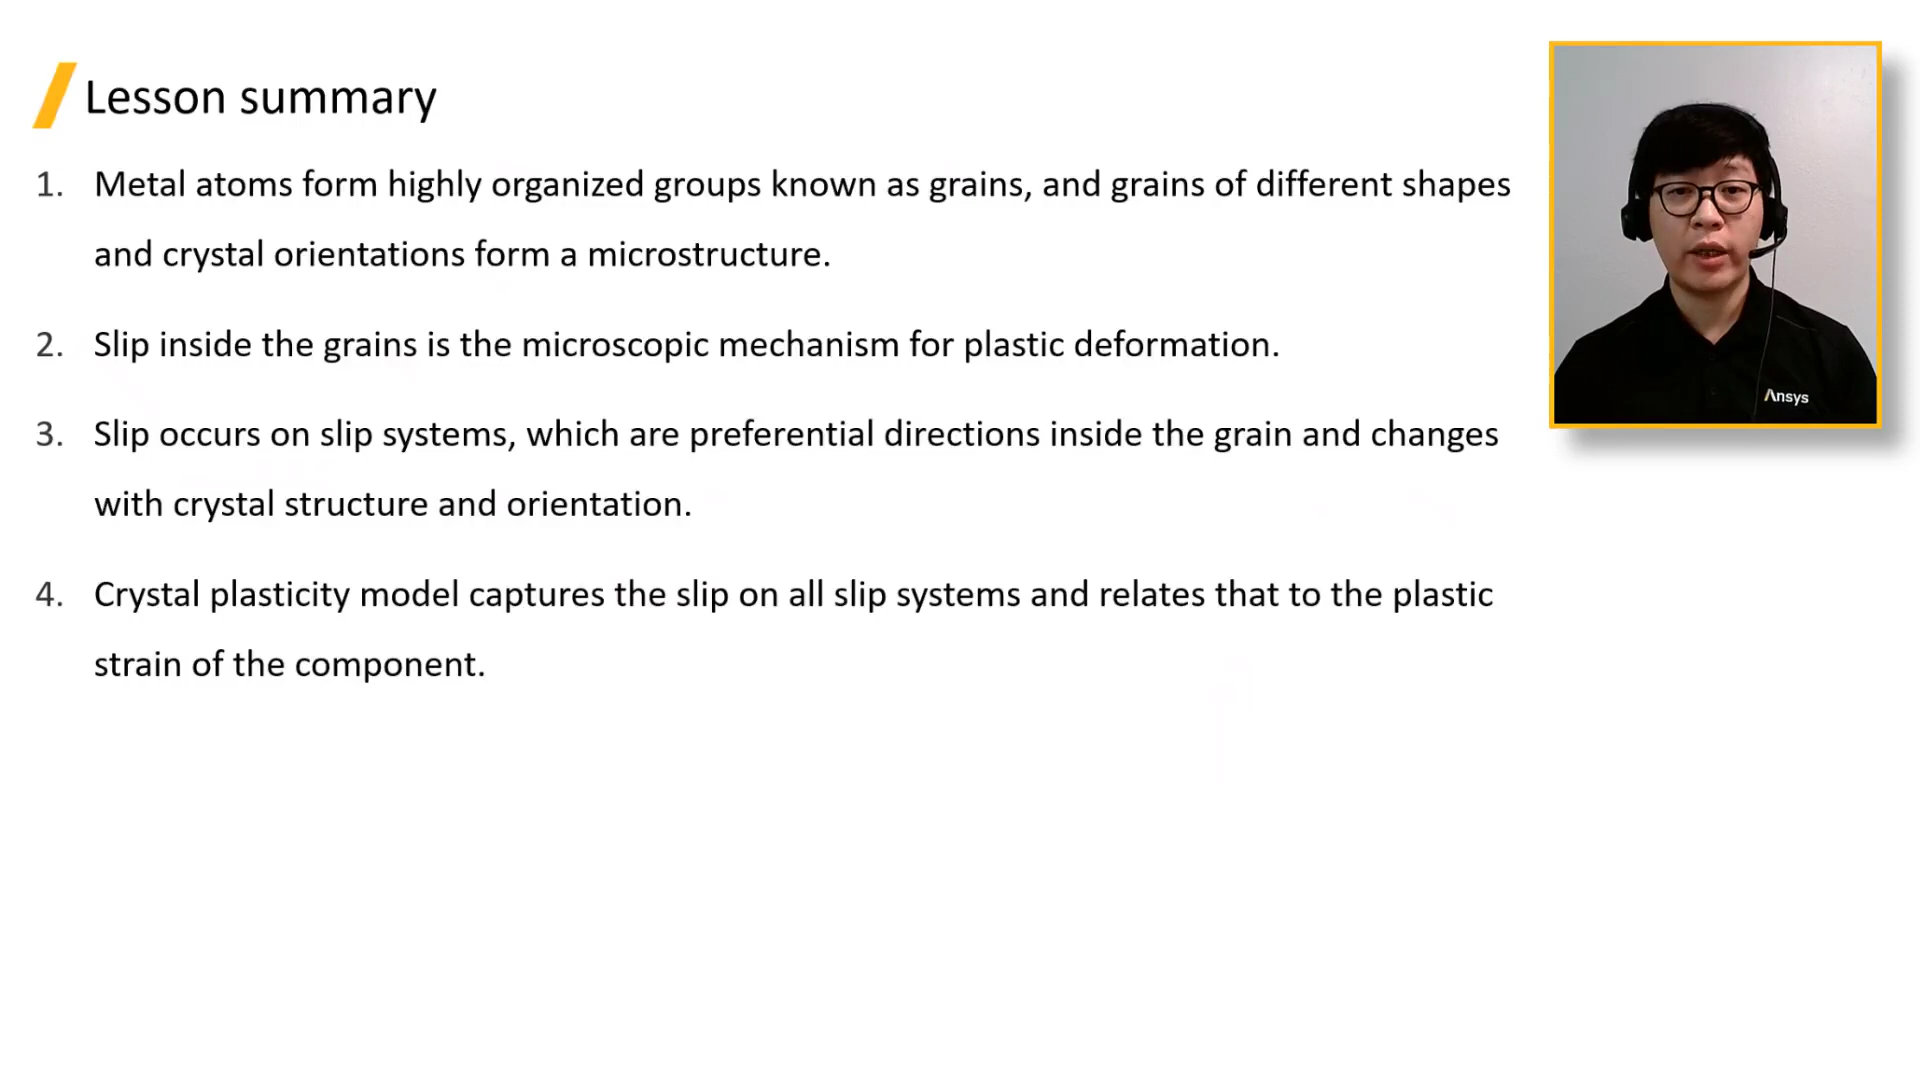 Lesson summary
1. Metal atoms form highly organized groups known as grains, and grains of different shapes
and crystal orientations form a microstructure.
2. Slip inside the grains is the microscopic mechanism for plastic deformation.
3. Slip occurs on slip systems, which are preferential directions inside the grain and changes
with crystal structure and orientation.
4. Crystal plasticity model captures the slip on all slip systems and relates that to the plastic
strain of the component.
Ansys